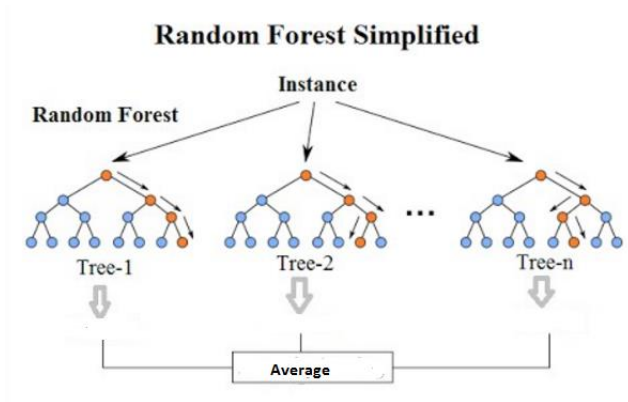 Random Forest Simplified
Instance
Random Forest
...
Tree-1
Tree-2
Tree-n
Average